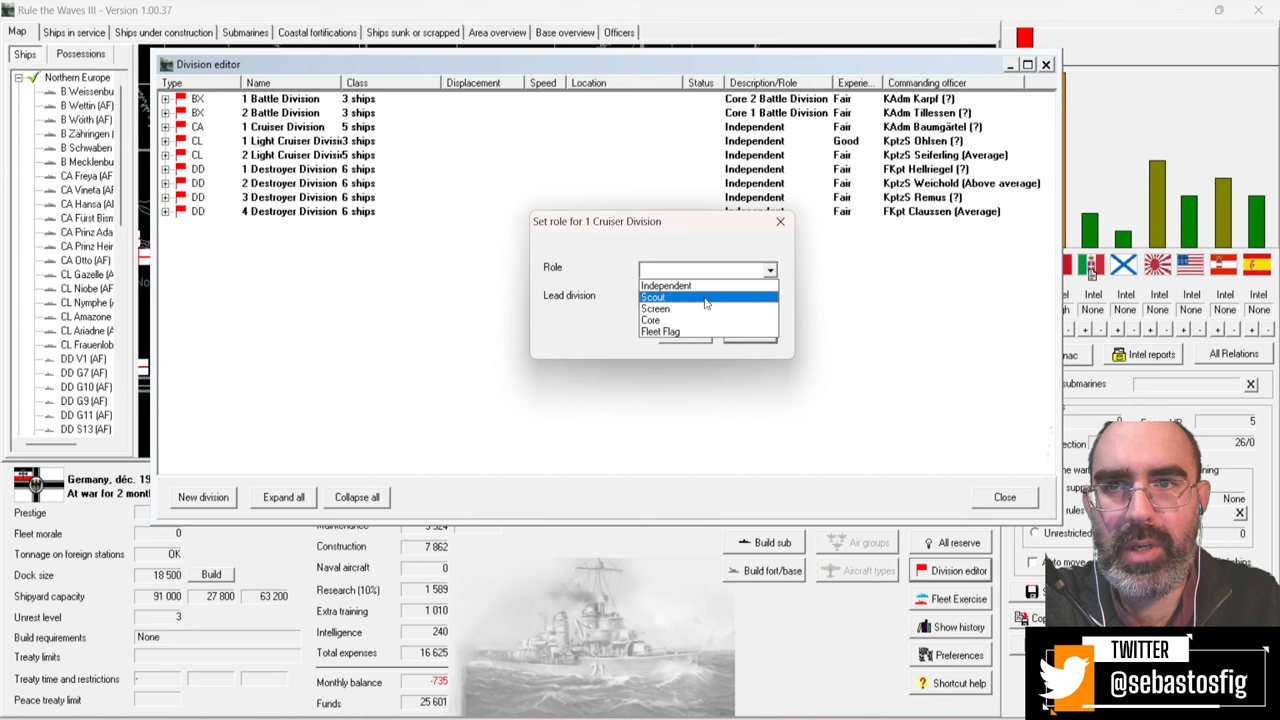 Rule the Waves III - Version 1.00.37
Map
Ships in service
Ships under construction
Submarines
Coastal fortifications
Ships sunk or scrapped
Area overview
Base overview
Officers
Ships
Possessions
Northern Europe
B Weissenbu
B Wettin (AF)
B Wörth (AF)
B Zähringen (
B Schwaben
B Mecklenbu
CA Freya (AF
CA Vineta (AF
CA Hansa (AF
CA Fürst Bism
CA Prinz Ada
CA Prinz Hein
CA Otto (AF)
CL Gazelle (A
CL Niobe (AF
CL Nymphe (
CL Amazone
CL Ariadne (A
CL Frauenlob
DD V1 (AF)
DD G7 (AF)
DD G10 (AF)
DD G9 (AF)
DD G11 (AF)
DD S13 (AF)
Division editor
Type Name Class Displacement Speed Location Status Description/Role Experie... Commanding officer
BX 1 Battle Division 3 ships Core 2 Battle Division Fair KAdm Karpf (?)
BX 2 Battle Division 3 ships Core 1 Battle Division Fair KAdm Tillessen (?)
CA 1 Cruiser Division 5 ships Independent Fair KAdm Baumgärtel (?)
CL 1 Light Cruiser Divisi 3 ships Independent Good KptzS Ohlsen (?)
CL 2 Light Cruiser Divisi 5 ships Independent Fair KptzS Seiferling (Average)
DD 1 Destroyer Division 6 ships Independent Fair FKpt Hellriegel (?)
DD 2 Destroyer Division 6 ships Independent Fair KptzS Weichold (Above average)
DD 3 Destroyer Division 6 ships Independent Fair KptzS Remus (?)
DD 4 Destroyer Division 6 ships Independent Fair FKpt Claussen (Average)
Set role for 1 Cruiser Division
Role
Lead division
Independent
Scout
Screen
Core
Fleet Flag
New division
Expand all
Collapse all
Close
Intel Intel Intel Intel Intel
None None None None None
+ - + - + - + - + -
Intel reports
All Relations
submarines
5
26/0
None
0
Germany, déc. 19
At war for 2 mont
Prestige
Fleet morale 0
Tonnage on foreign stations OK
Dock size 18 500 Build
Shipyard capacity 91 000 27 800 63 200
Unrest level 3
Build requirements None
Treaty limits
Treaty time and restrictions -
Peace treaty limit
Construction 7 862
Naval aircraft 0
Research (10%) 1 589
Extra training 1 010
Intelligence 240
Total expenses 16 625
Monthly balance -735
Funds 25 601
Build sub
Air groups
All reserve
Build fort/base
Aircraft types
Division editor
Fleet Exercise
Show history
Preferences
Shortcut help
TWITTER
@sebastosfig